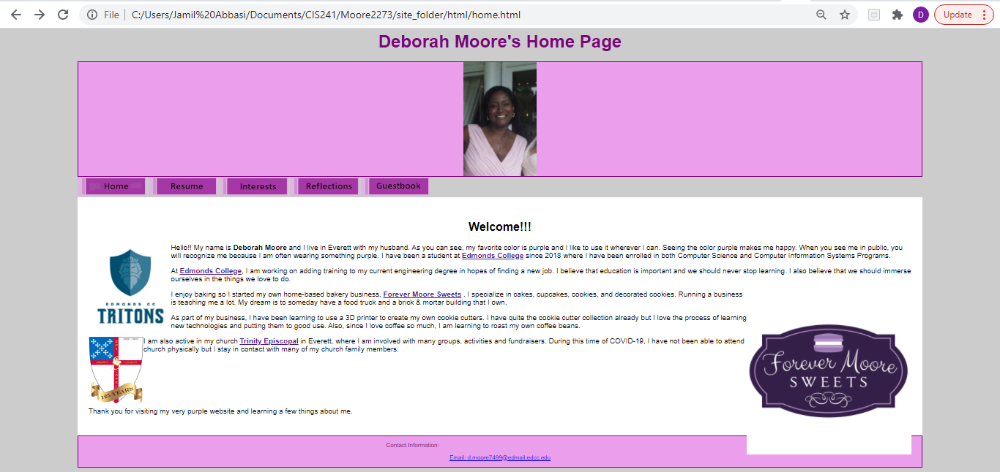 File
C:/Users/Jamil%20Abbasi/Documents/CIS241/Moore2273/site_folder/html/home.html
D
Update
Deborah Moore's Home Page
Home
Resume
Interests
Reflections
Guestbook
Welcome!!!
Hello!! My name is Deborah Moore and I live in Everett with my husband. As you can see, my favorite color is purple and I like to use it wherever I can. Seeing the color purple makes me happy. When you see me in public, you
will recognize me because I am often wearing something purple. I have been a student at Edmonds College since 2018 where I have been enrolled in both Computer Science and Computer Information Systems Programs.
At Edmonds College, I am working on adding training to my current engineering degree in hopes of finding a new job. I believe that education is important and we should never stop learning. I also believe that we should immerse
ourselves in the things we love to do.
EDMONDS CC
TRITONS
I enjoy baking so I started my own home-based bakery business, Forever Moore Sweets . I specialize in cakes, cupcakes, cookies, and decorated cookies. Running a business
is teaching me a lot. My dream is to someday have a food truck and a brick & mortar building that I own.
As part of my business, I have been learning to use a 3D printer to create my own cookie cutters. I have quite the cookie cutter collection already but I love the process of learning
new technologies and putting them to good use. Also, since I love coffee so much, I am learning to roast my own coffee beans.
I am also active in my church Trinity Episcopal in Everett, where I am involved with many groups, activities and fundraisers. During this time of COVID-19, I have not been able to attend
church physically but I stay in contact with many of my church family members.
125 YEARS
Forever Moore
SWEETS
Thank you for visiting my very purple website and learning a few things about me.
Contact Information:
Email: d.moore7499@edmail.edcc.edu